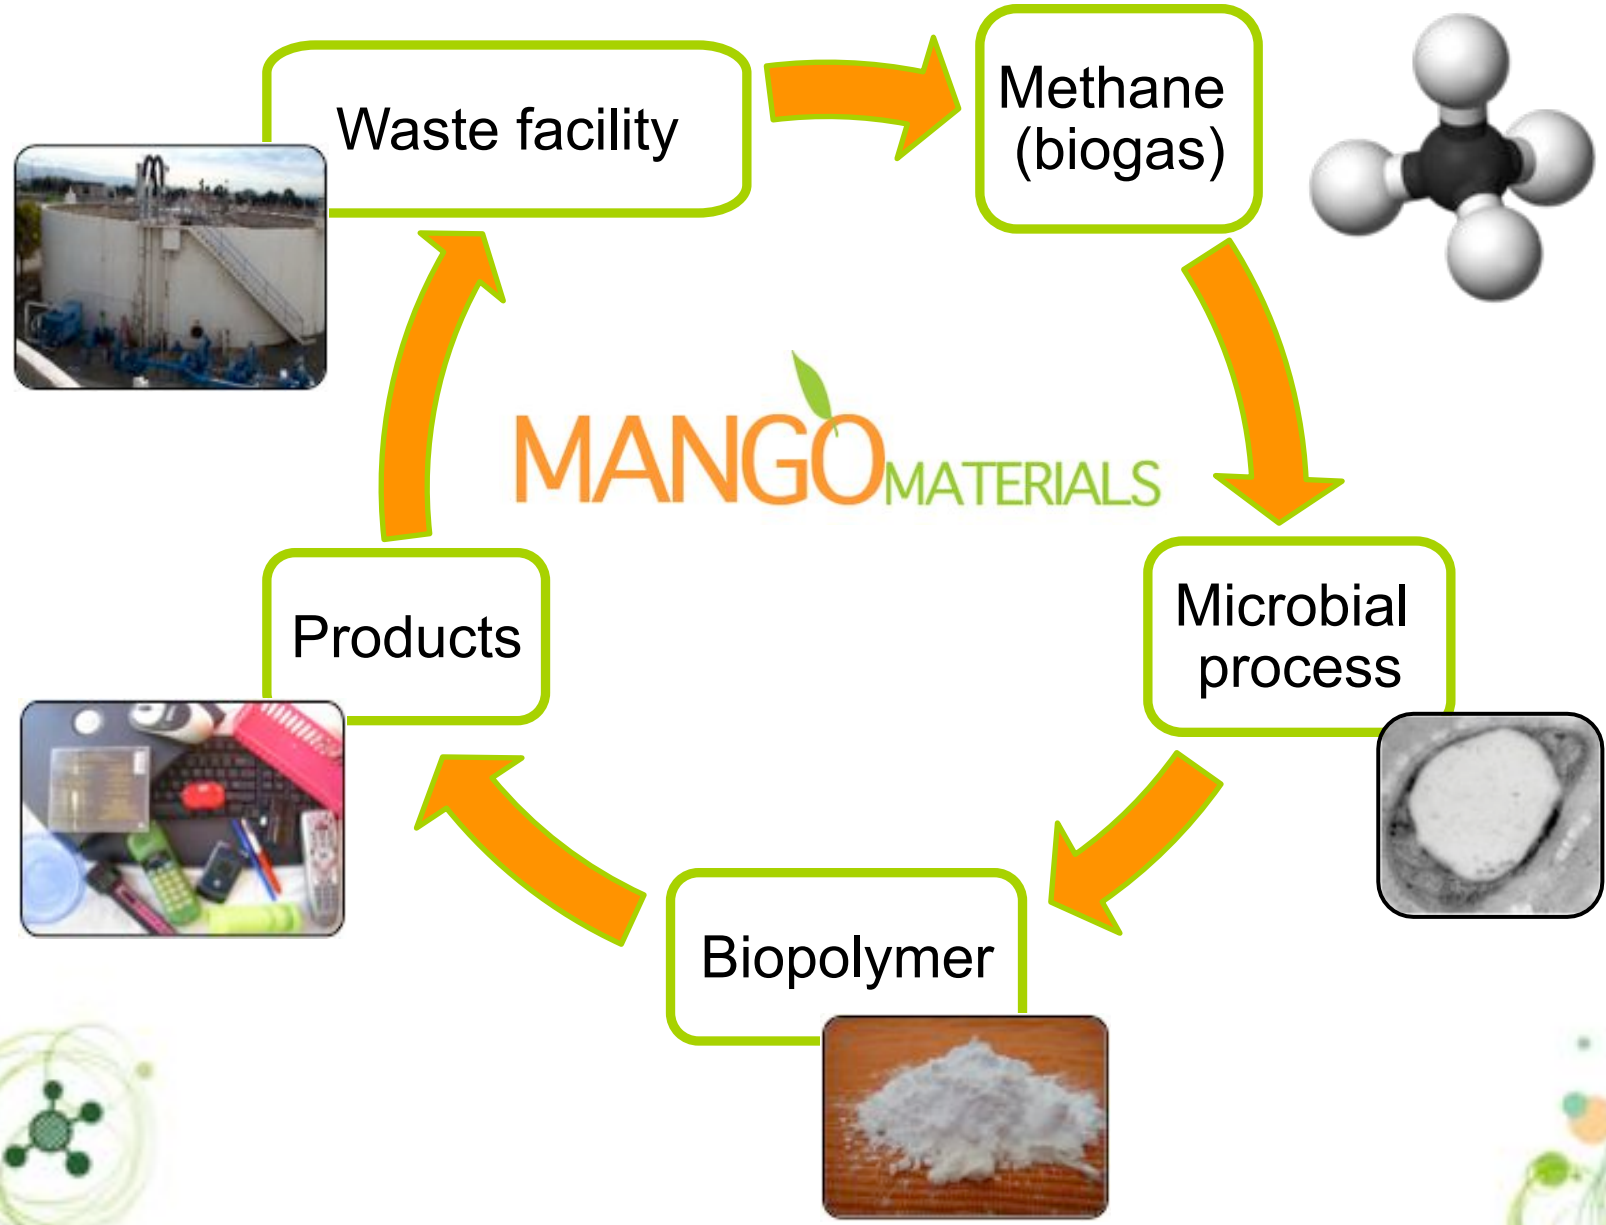 Waste facility
Methane
(biogas)
MANGO MATERIALS
Products
Microbial
process
Biopolymer